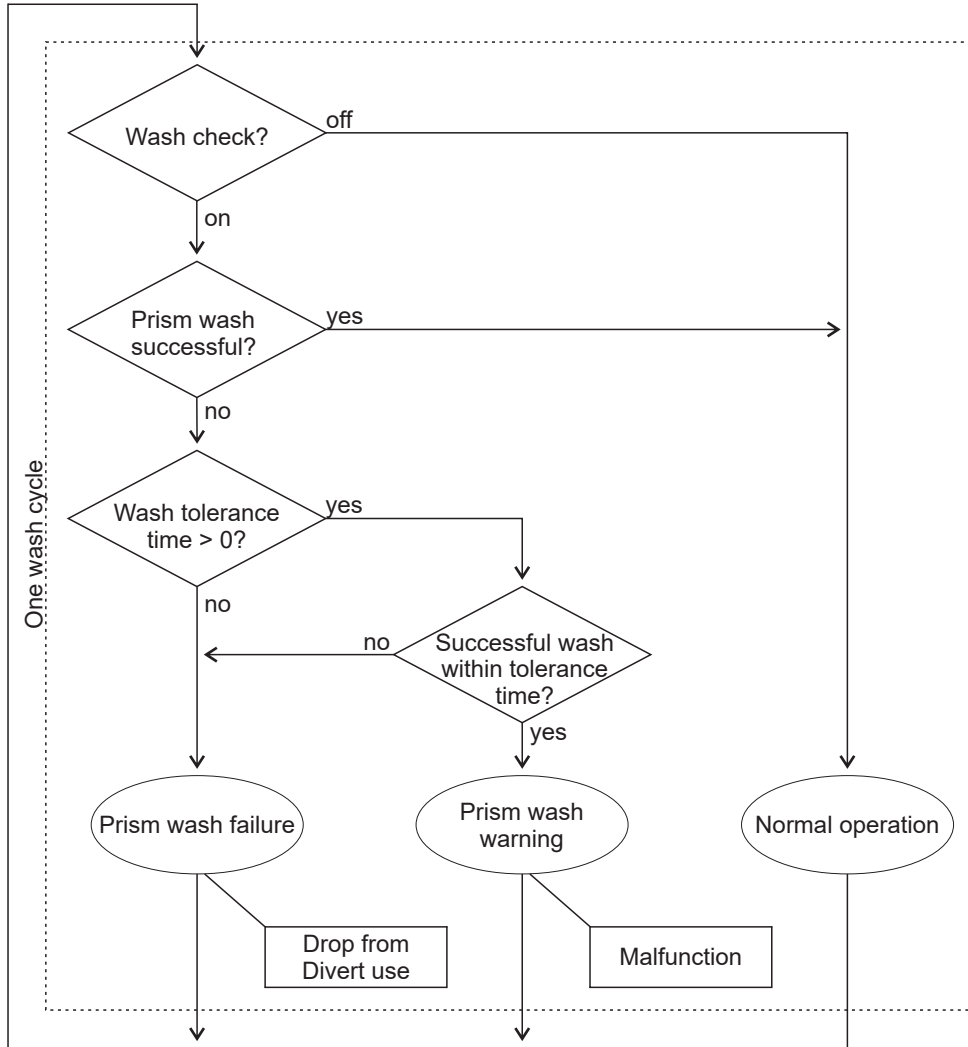 Wash check?
off
on
Prism wash
successful?
yes
no
One wash cycle
Wash tolerance
time > 0?
yes
no
Successful wash
within tolerance
time?
no
yes
Prism wash failure
Prism wash
warning
Normal operation
Drop from
Divert use
Malfunction